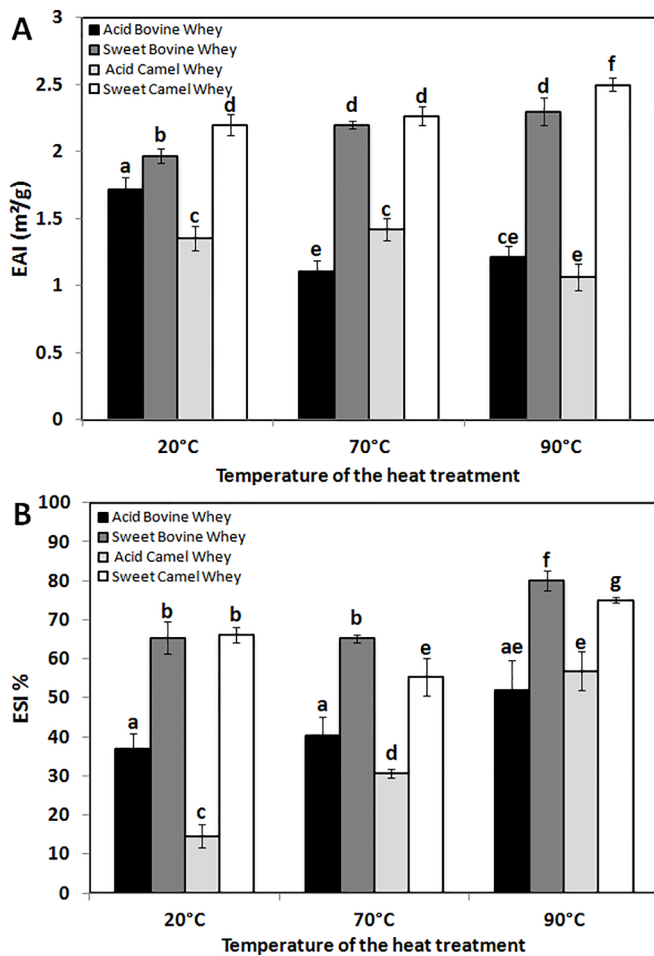 A
Acid Bovine Whey
Sweet Bovine Whey
Acid Camel Whey
Sweet Camel Whey
EAI (m²/g)
3
2.5
2
1.5
1
0.5
0
a
b
c
d
e
d
c
d
ce
d
e
f
20°C 70°C 90°C
Temperature of the heat treatment
B
Acid Bovine Whey
Sweet Bovine Whey
Acid Camel Whey
Sweet Camel Whey
ESI %
100
90
80
70
60
50
40
30
20
10
0
a
b
c
b
a
b
d
e
ae
f
e
g
20°C 70°C 90°C
Temperature of the heat treatment